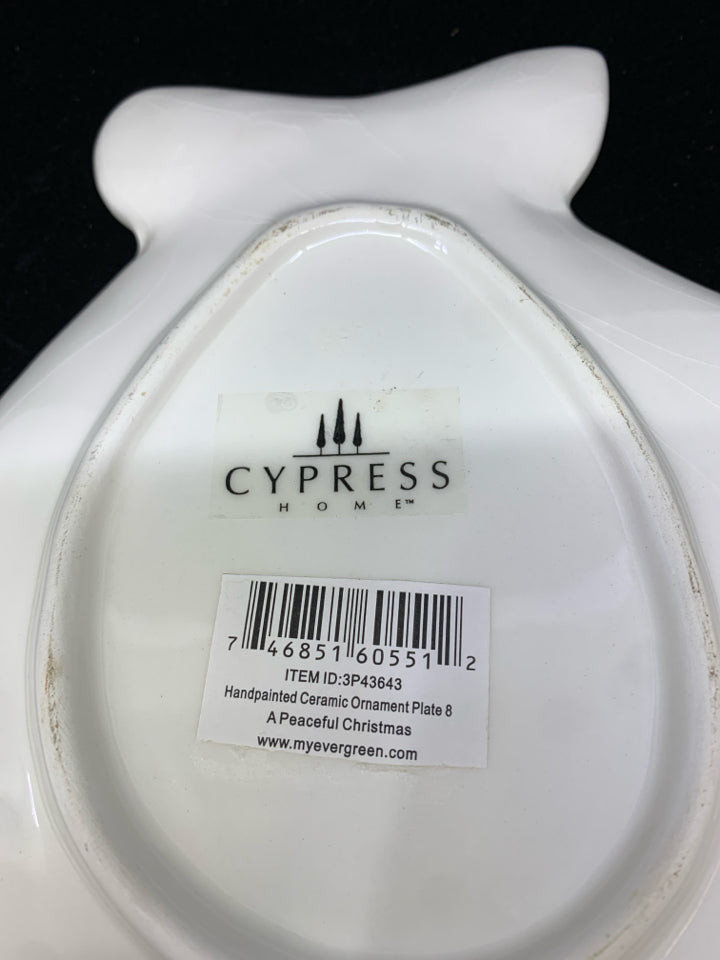 CYPRESS
HOME™
7 46851 60551 2
ITEM ID:3P43643
Handpainted Ceramic Ornament Plate 8
A Peaceful Christmas
www.myevergreen.com